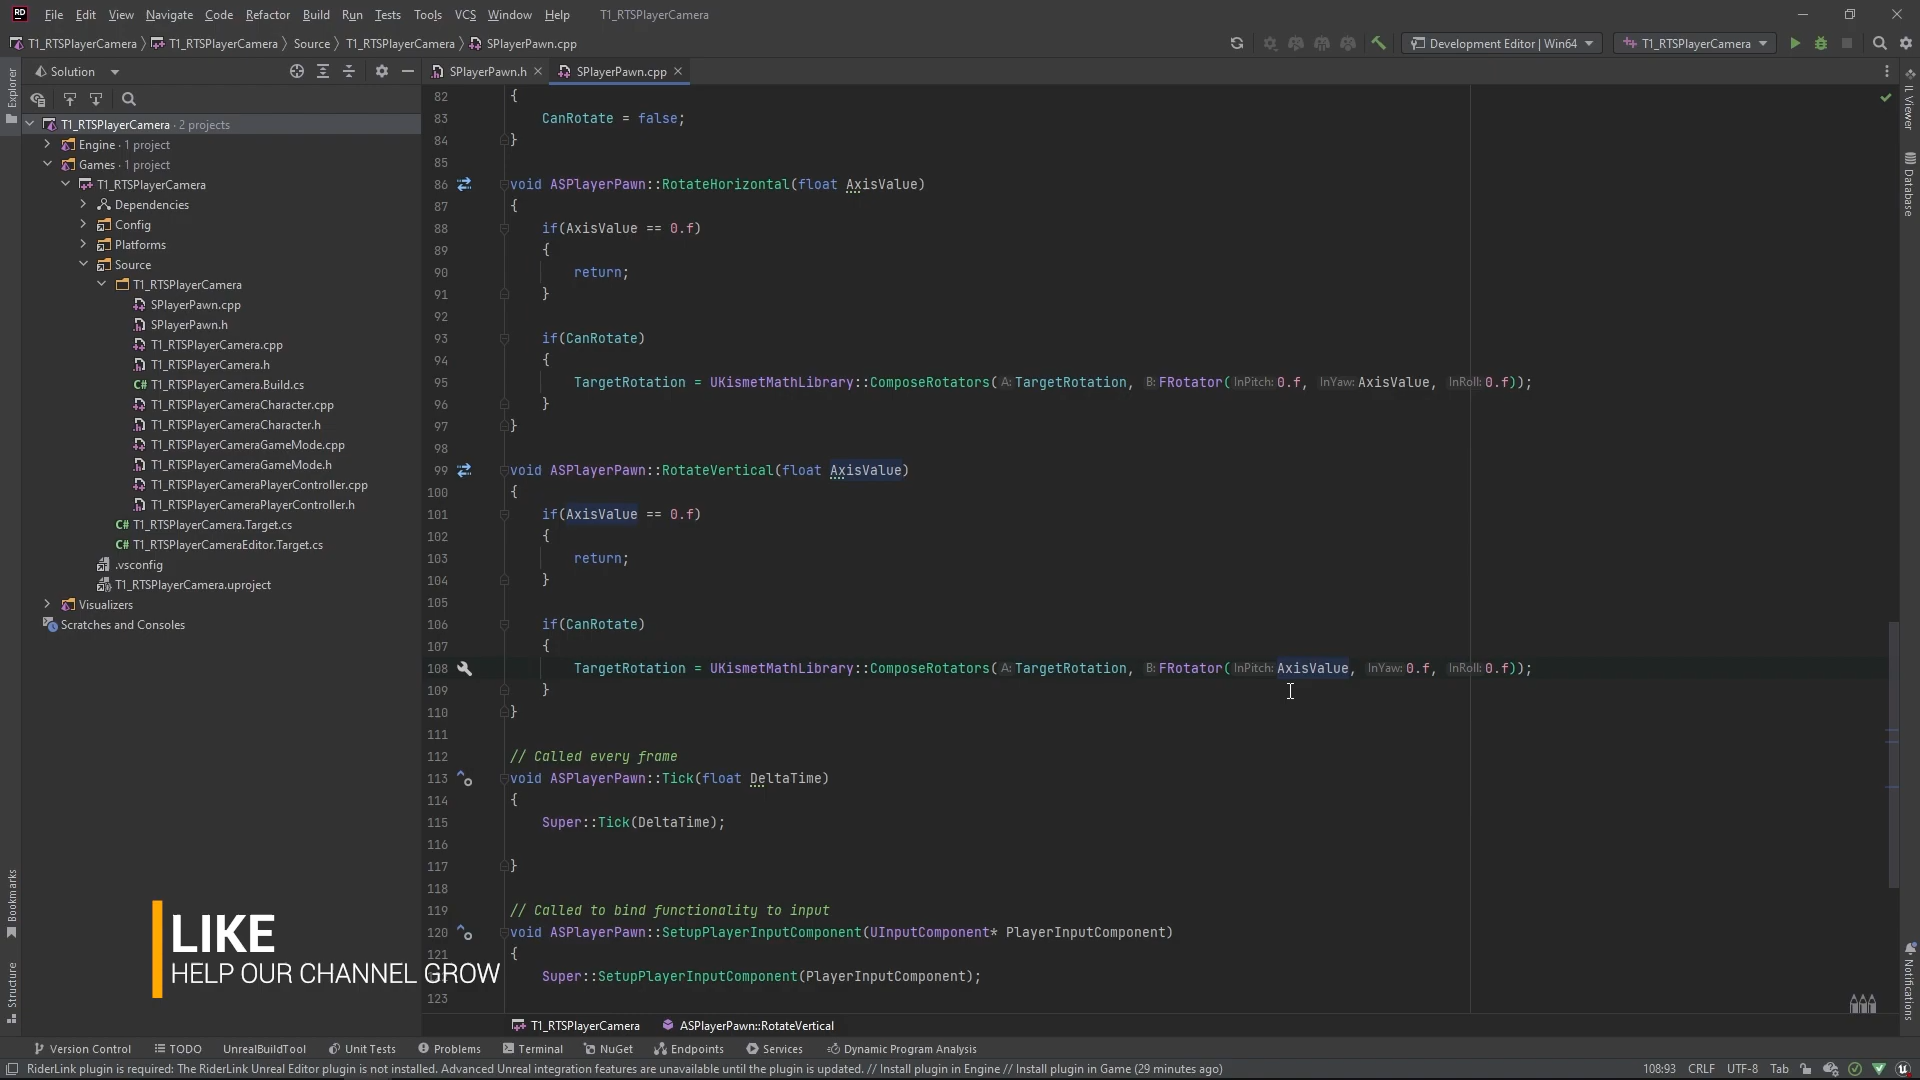 RD File Edit View Navigate Code Refactor Build Run Tests Tools VCS Window Help T1_RTSPlayerCamera
T1_RTSPlayerCamera T1_RTSPlayerCamera Source T1_RTSPlayerCamera SPlayerPawn.cpp Development Editor | Win64 T1_RTSPlayerCamera
Explorer
Solution
SPlayerPawn.h SPlayerPawn.cpp
T1_RTSPlayerCamera · 2 projects
Engine · 1 project
Games · 1 project
T1_RTSPlayerCamera
Dependencies
Config
Platforms
Source
T1_RTSPlayerCamera
SPlayerPawn.cpp
SPlayerPawn.h
T1_RTSPlayerCamera.cpp
T1_RTSPlayerCamera.h
C# T1_RTSPlayerCamera.Build.cs
T1_RTSPlayerCameraCharacter.cpp
T1_RTSPlayerCameraCharacter.h
T1_RTSPlayerCameraGameMode.cpp
T1_RTSPlayerCameraGameMode.h
T1_RTSPlayerCameraPlayerController.cpp
T1_RTSPlayerCameraPlayerController.h
C# T1_RTSPlayerCamera.Target.cs
C# T1_RTSPlayerCameraEditor.Target.cs
.vsconfig
T1_RTSPlayerCamera.uproject
Visualizers
Scratches and Consoles
82 {
83 CanRotate = false;
84 }
85
86 void ASPlayerPawn::RotateHorizontal(float AxisValue)
87 {
88 if(AxisValue == 0.f)
89 {
90 return;
91 }
92
93 if(CanRotate)
94 {
95 TargetRotation = UKismetMathLibrary::ComposeRotators( A: TargetRotation, B: FRotator( InPitch: 0.f, InYaw: AxisValue, InRoll: 0.f));
96 }
97 }
98
99 void ASPlayerPawn::RotateVertical(float AxisValue)
100 {
101 if(AxisValue == 0.f)
102 {
103 return;
104 }
105
106 if(CanRotate)
107 {
108 TargetRotation = UKismetMathLibrary::ComposeRotators( A: TargetRotation, B: FRotator( InPitch: AxisValue, InYaw: 0.f, InRoll: 0.f));
109 }
110 }
111
112 // Called every frame
113 void ASPlayerPawn::Tick(float DeltaTime)
114 {
115 Super::Tick(DeltaTime);
116
117 }
118
119 // Called to bind functionality to input
120 void ASPlayerPawn::SetupPlayerInputComponent(UInputComponent* PlayerInputComponent)
121 {
Super::SetupPlayerInputComponent(PlayerInputComponent);
123
LIKE
HELP OUR CHANNEL GROW
Bookmarks
Structure
IL Viewer
Database
Notifications
T1_RTSPlayerCamera ASPlayerPawn::RotateVertical
Version Control TODO UnrealBuildTool Unit Tests Problems Terminal NuGet Endpoints Services Dynamic Program Analysis
RiderLink plugin is required: The RiderLink Unreal Editor plugin is not installed. Advanced Unreal integration features are unavailable until the plugin is updated. // Install plugin in Engine // Install plugin in Game (29 minutes ago) 108:93 CRLF UTF-8 Tab